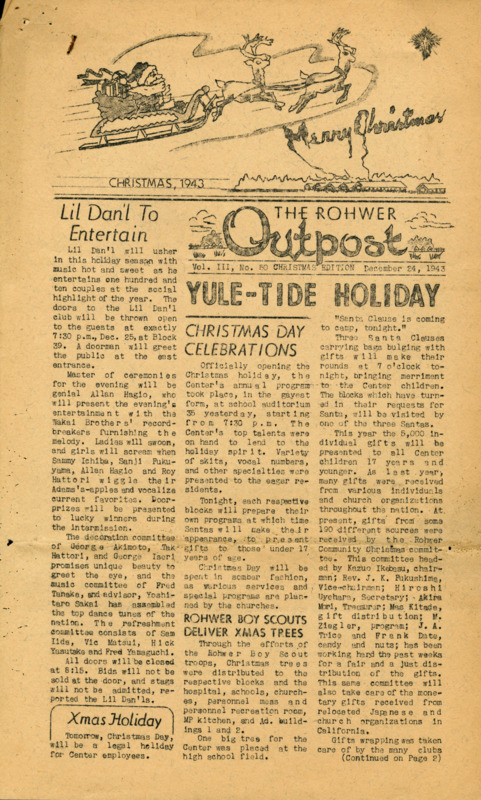 Merry Christmas
CHRISTMAS, 1943
THE ROHWER
Outpost
Vol. III, No. 50 CHRISTMAS EDITION December 24, 1943
Lil Dan'l To
Entertain
Lil Dan'l will usher
in this holiday season with
music hot and sweet as he
entertains one hundred and
ten couples at the social
highlight of the year. The
doors to the Lil Dan'l
club will be thrown open
to the guests at exactly
7:30 p.m., Dec. 25, at Block
39. A doorman will greet
the public at the east
entrance.
Master of ceremonies
for the evening will be
genial Allan Hagio, who
will present the evening's
entertainment with the
Wakai Brothers' record-
breakers furnishing the
melody. Ladies will swoon,
and girls will scream when
Sammy Ichiba, Sanji Fuku-
yama, Allan Hagio and Roy
Hattori wiggle their
Adams's-apples and vocalize
current favorites. Door-
prizes will be presented
to lucky winners during
the intermission.
The decoration committee
of George Akimoto, Tak
Hattori, and George Isori
promises unique beauty to
greet the eye, and the
music committee of Fred
Tanake, and advisor, Yoshi-
taro Sakai has assembled
the top dance tunes of the
nation. The refreshment
committee consists of Sam
Iida, Vic Matsui, Hick
Yasutake and Fred Yamaguchi.
All doors will be closed
at 8:15. Bids will not be
sold at the door, and stags
will not be admitted, re-
ported the Lil Dan'ls.
Xmas Holiday
Tomorrow, Christmas Day,
will be a legal holiday
for Center employees.
YULE-TIDE HOLIDAY
CHRISTMAS DAY
CELEBRATIONS
Officially opening the
Christmas holiday, the
Center's annual program
took place, in the gayest
form, at school auditorium
35 yesterday, starting
from 7:30 p.m. The
Center's top talents were
on hand to lend to the
holiday spirit. Variety
of skits, vocal numbers,
and other specialties were
presented to the eager re-
sidents.
Tonight, each respective
blocks will prepare their
own programs at which time
Santas will make their
appearance, to present
gifts to those under 17
years of age.
Christmas Day will be
spent in somber fashion,
as various services and
special programs are plan-
ned by the churches.
ROHWER BOY SCOUTS
DELIVER XMAS TREES
Through the efforts of
the Rohwer Boy Scout
troops, Christmas trees
were distributed to the
respective blocks and the
hospital, schools, church-
es, personnel mess and
personnel recreation room,
MP kitchen, and Ad. build-
ings 1 and 2.
One big tree for the
Center was placed at the
high school field.
"Santa Clause is coming
to camp, tonight."
Three Santa Clauses
carrying bags bulging with
gifts will make their
rounds at 7 o'clock to-
night, bringing merriment
to the Center children.
The blocks which have turn-
ed in their requests for
Santa, will be visited by
one of the three Santas.
This year the 5,000 in-
dividual gifts will be
presented to all Center
children 17 years and
younger. As last year,
many gifts were received
from various individuals
and church organizations
throughout the nation. At
present, gifts from some
190 different sources were
received by the Rohwer
Community Christmas commit-
tee. This committee head-
ed by Kazuo Ikebasu, chair-
man; Rev. J. K. Fukushima,
Vice-chairman; Hiroshi
Uyehara, Secretary; Akira
Mori, Treasurer; Mas Kitade,
gift distribution; M.
Ziegler, program; J. A.
Trice and Frank Date,
candy and nuts; has been
working hard the past weeks
for a fair and a just dis-
tribution of the gifts.
This same committee will
also take care of the mone-
tary gifts received from
relocated Japanese and
church organizations in
California.
Gifts wrapping was taken
care of by the many clubs
(Continued on Page 2)